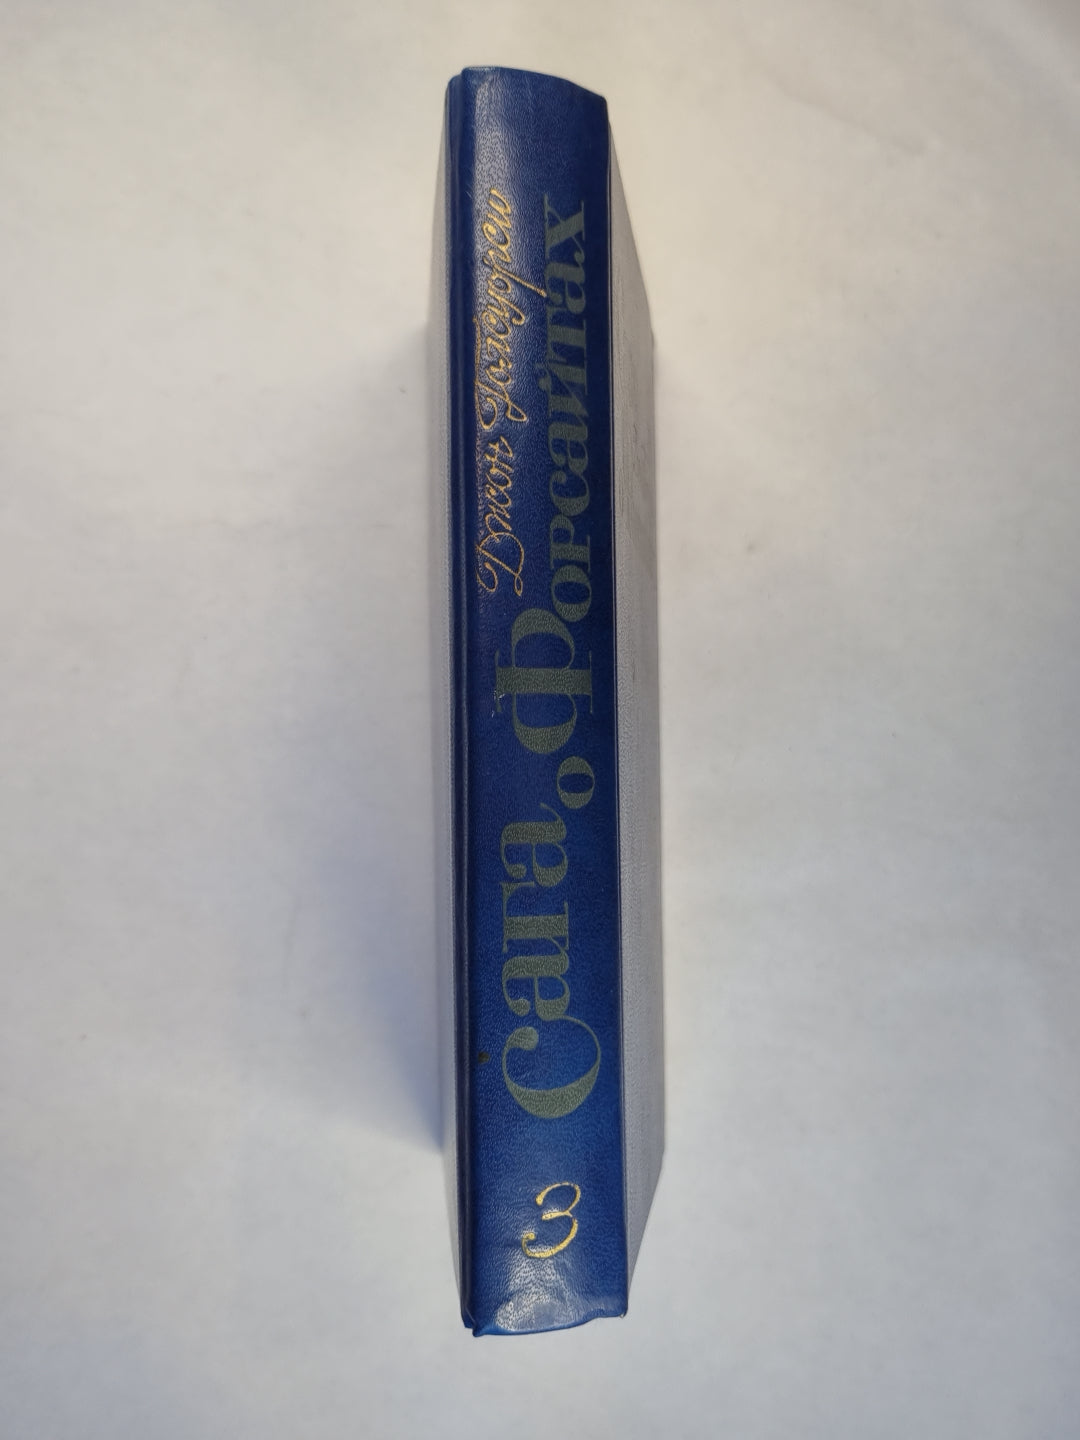 Джон Голсуорси
Сага о Форсайтах
3